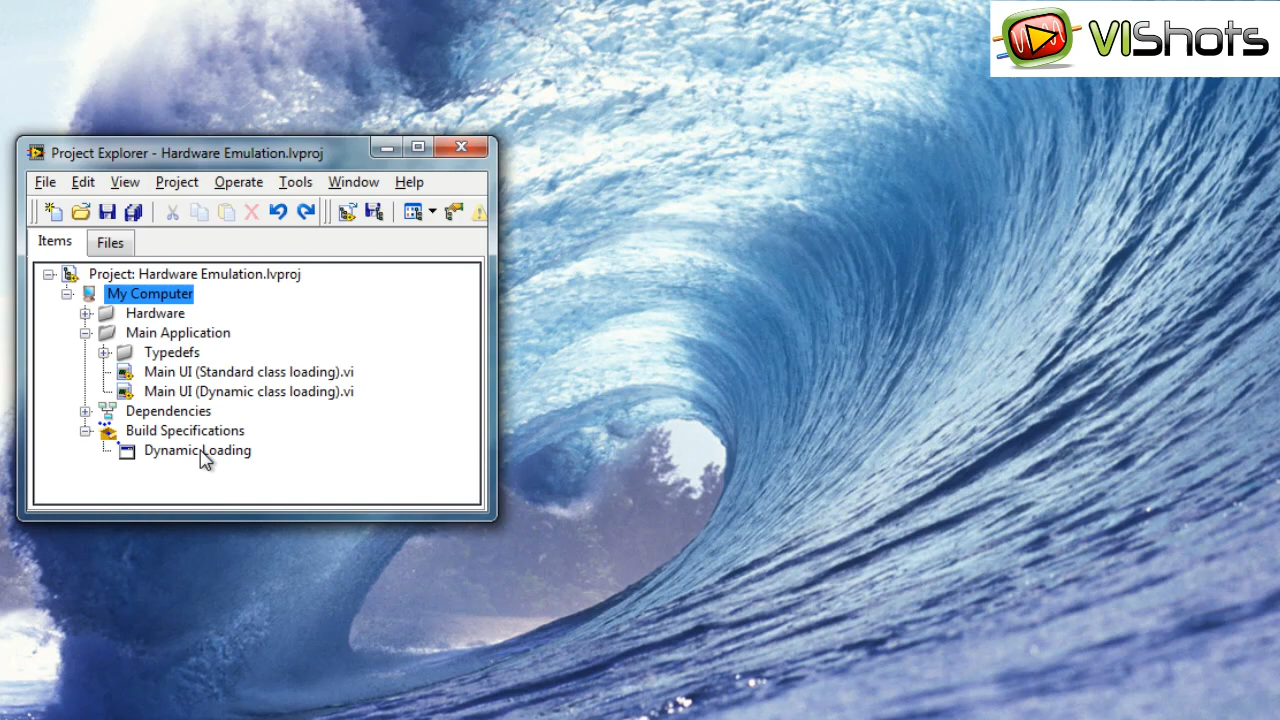 VIShots
Project Explorer - Hardware Emulation.lvproj
File Edit View Project Operate Tools Window Help
Items Files
Project: Hardware Emulation.lvproj
My Computer
Hardware
Main Application
Typedefs
Main UI (Standard class loading).vi
Main UI (Dynamic class loading).vi
Dependencies
Build Specifications
Dynamic Loading